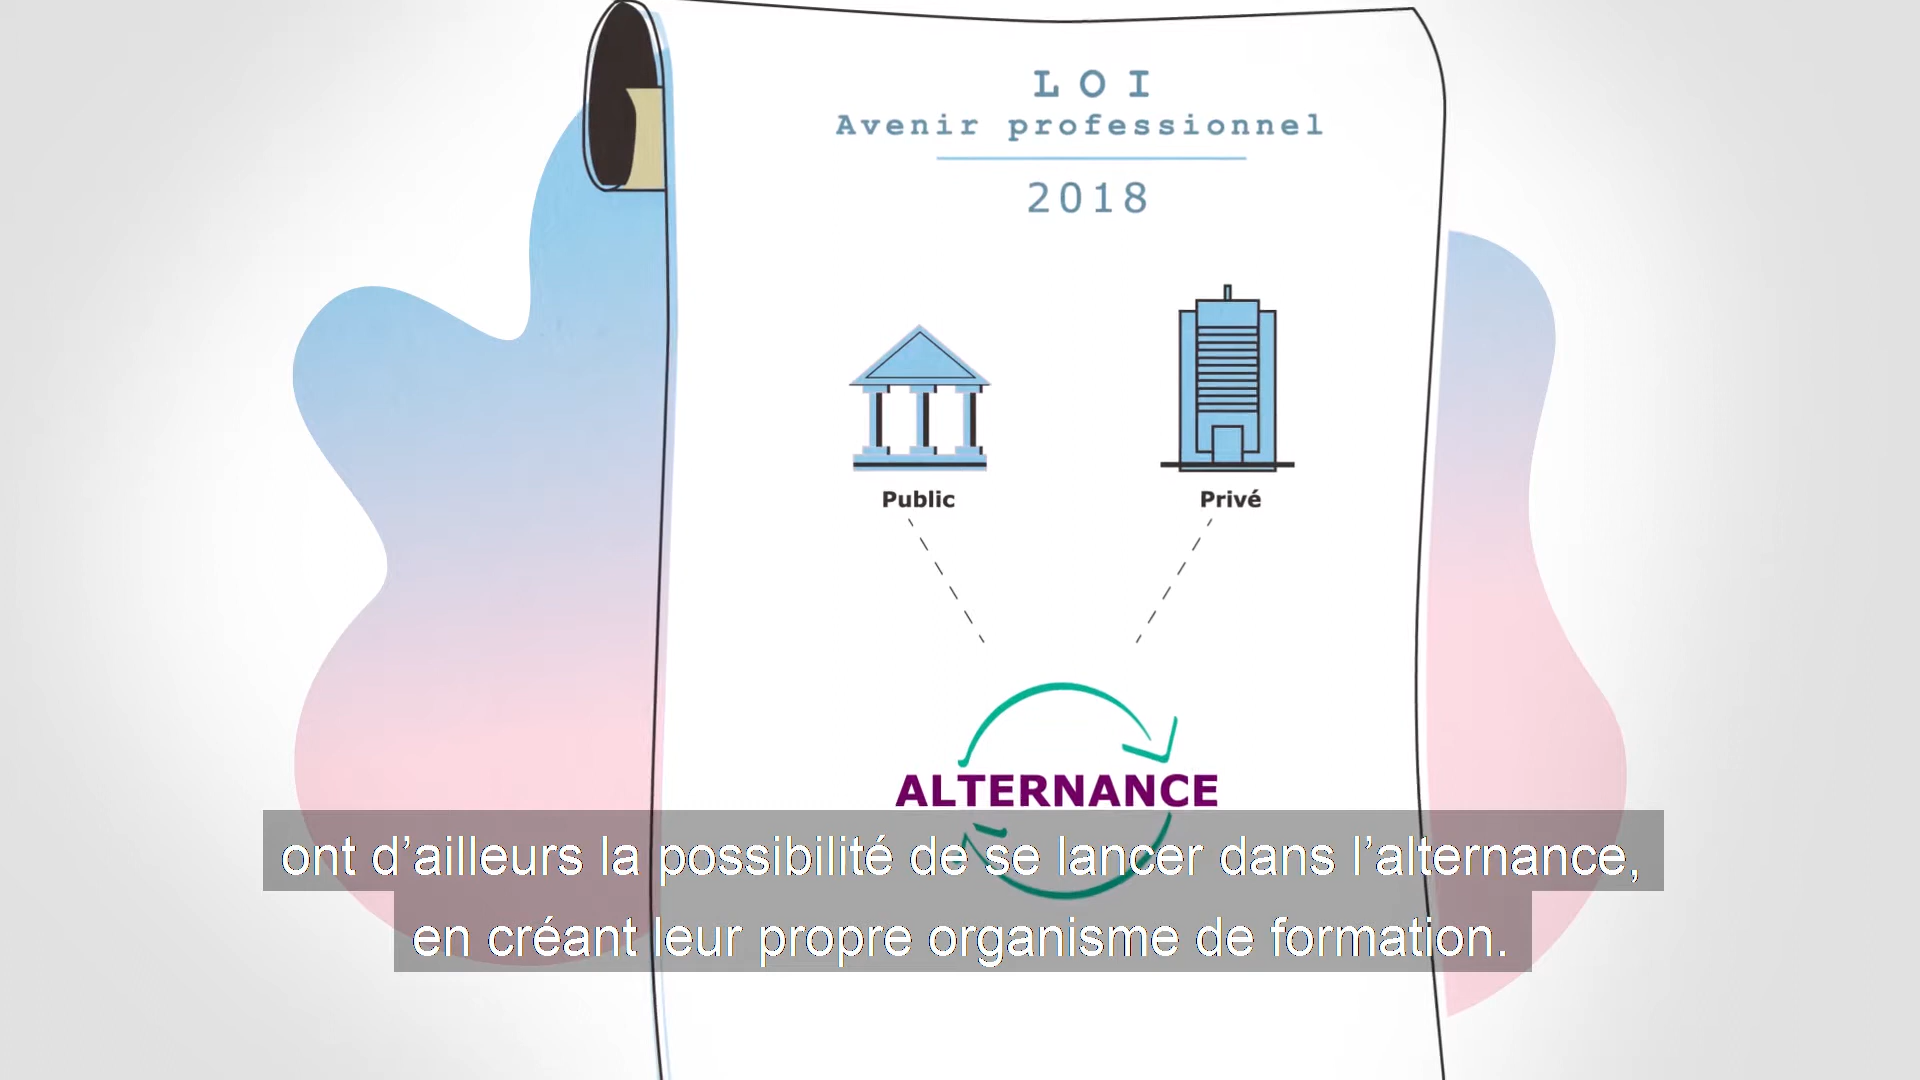 LOI
Avenir professionnel
2018
Public
Privé
ALTERNANCE
ont d’ailleurs la possibilité de se lancer dans l’alternance,
en créant leur propre organisme de formation.